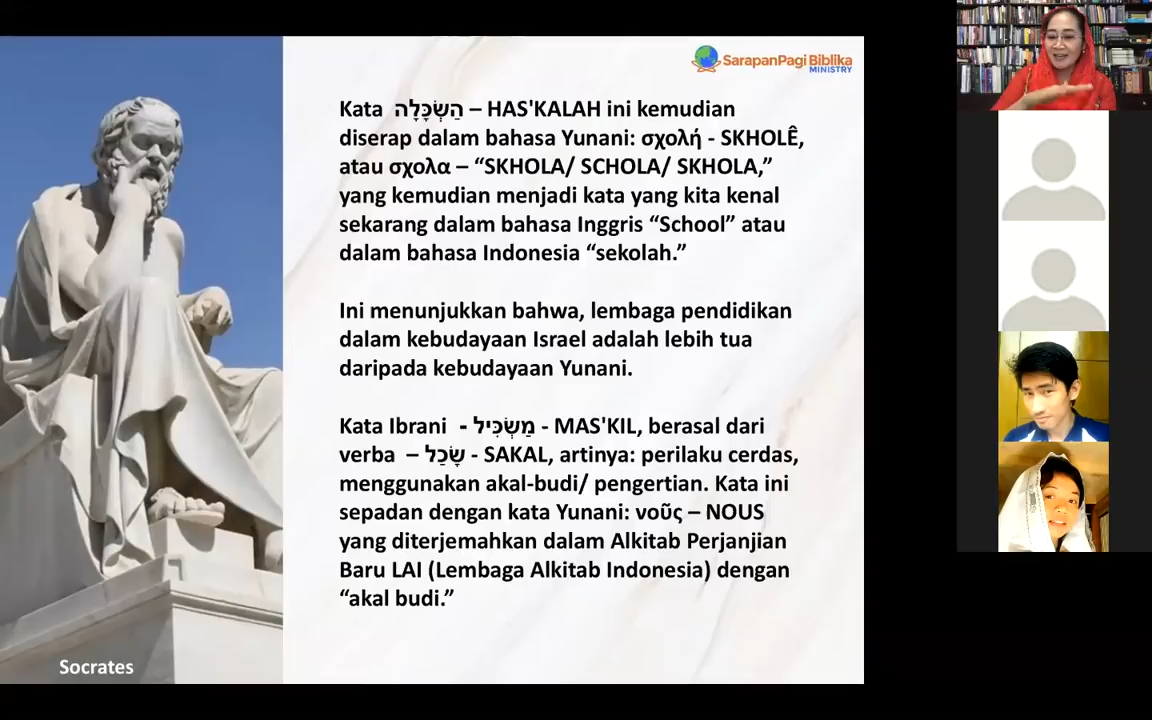 SarapanPagi Biblika
MINISTRY
Kata הַשְׂכָּלָה – HAS'KALAH ini kemudian
diserap dalam bahasa Yunani: σχολή - SKHOLÊ,
atau σχολα – “SKHOLA/ SCHOLA/ SKHOLA,”
yang kemudian menjadi kata yang kita kenal
sekarang dalam bahasa Inggris “School” atau
dalam bahasa Indonesia “sekolah.”
Ini menunjukkan bahwa, lembaga pendidikan
dalam kebudayaan Israel adalah lebih tua
daripada kebudayaan Yunani.
Kata Ibrani - מַשְׂכִּיל - MAS'KIL, berasal dari
verba – שָׂכַל - SAKAL, artinya: perilaku cerdas,
menggunakan akal-budi/ pengertian. Kata ini
sepadan dengan kata Yunani: νοῦς – NOUS
yang diterjemahkan dalam Alkitab Perjanjian
Baru LAI (Lembaga Alkitab Indonesia) dengan
“akal budi.”
Socrates